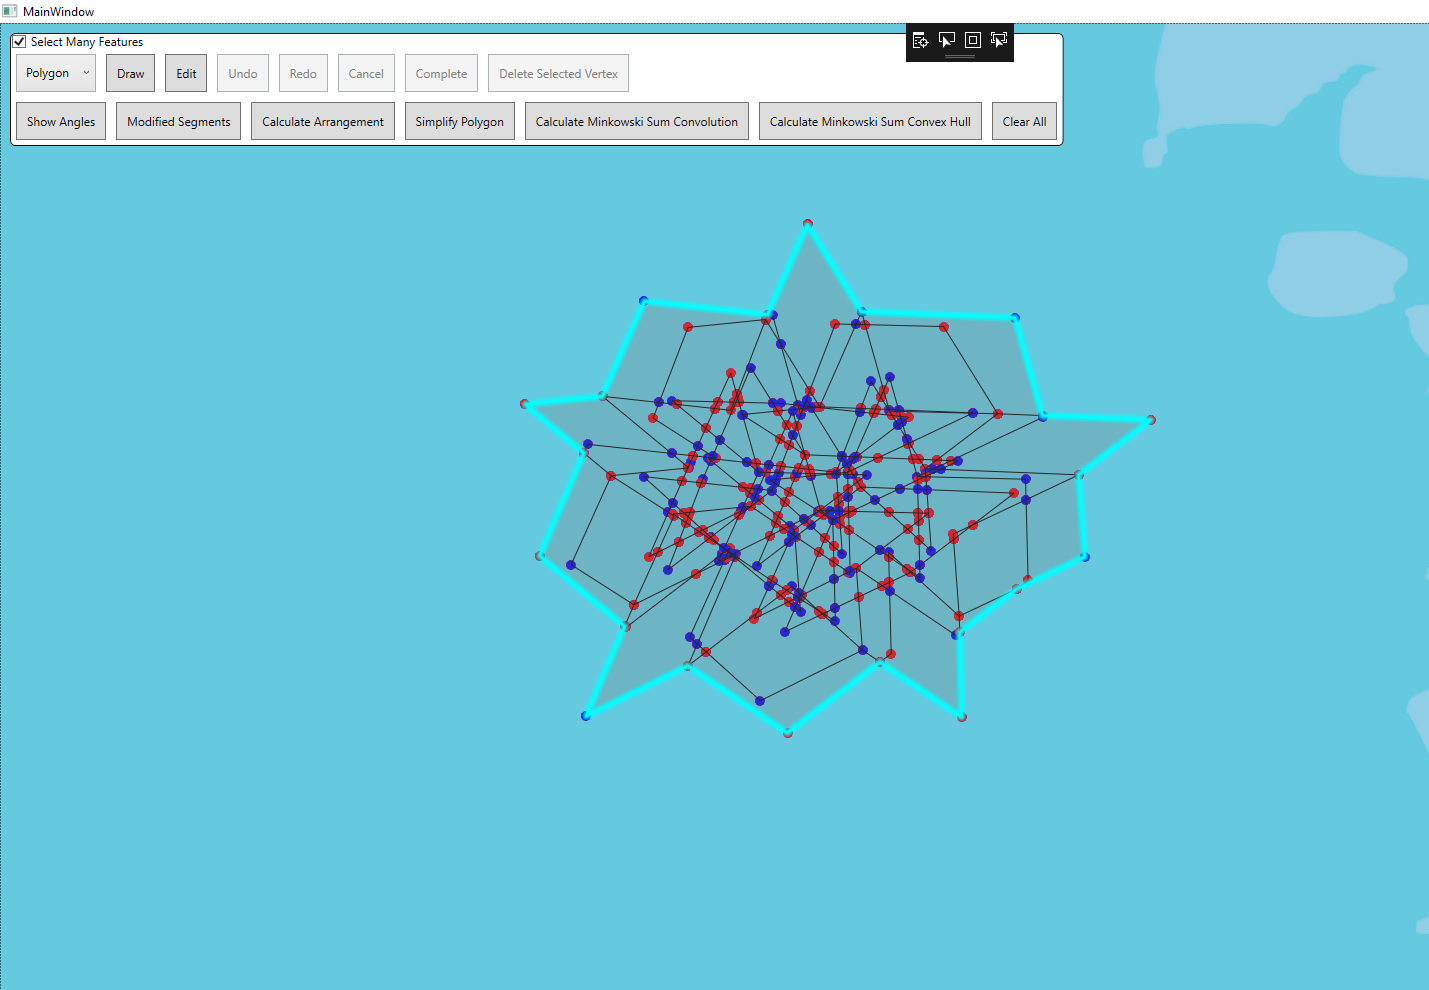 MainWindow
Select Many Features
Polygon Draw Edit Undo Redo Cancel Complete Delete Selected Vertex
Show Angles Modified Segments Calculate Arrangement Simplify Polygon Calculate Minkowski Sum Convolution Calculate Minkowski Sum Convex Hull Clear All